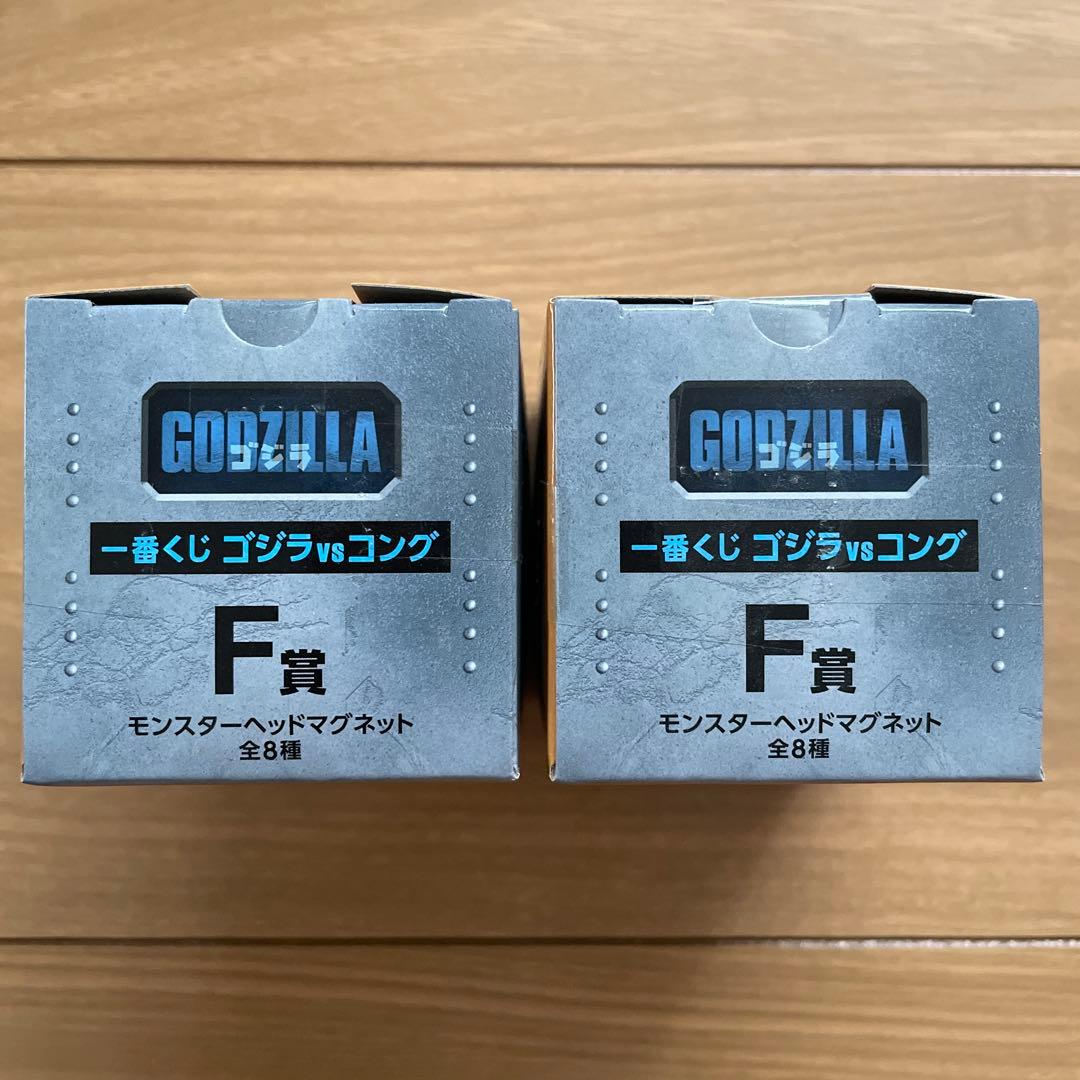 GODZILLA
ゴジラ
一番くじ ゴジラvsコング
F賞
モンスターヘッドマグネット
全8種
GODZILLA
ゴジラ
一番くじ ゴジラvsコング
F賞
モンスターヘッドマグネット
全8種